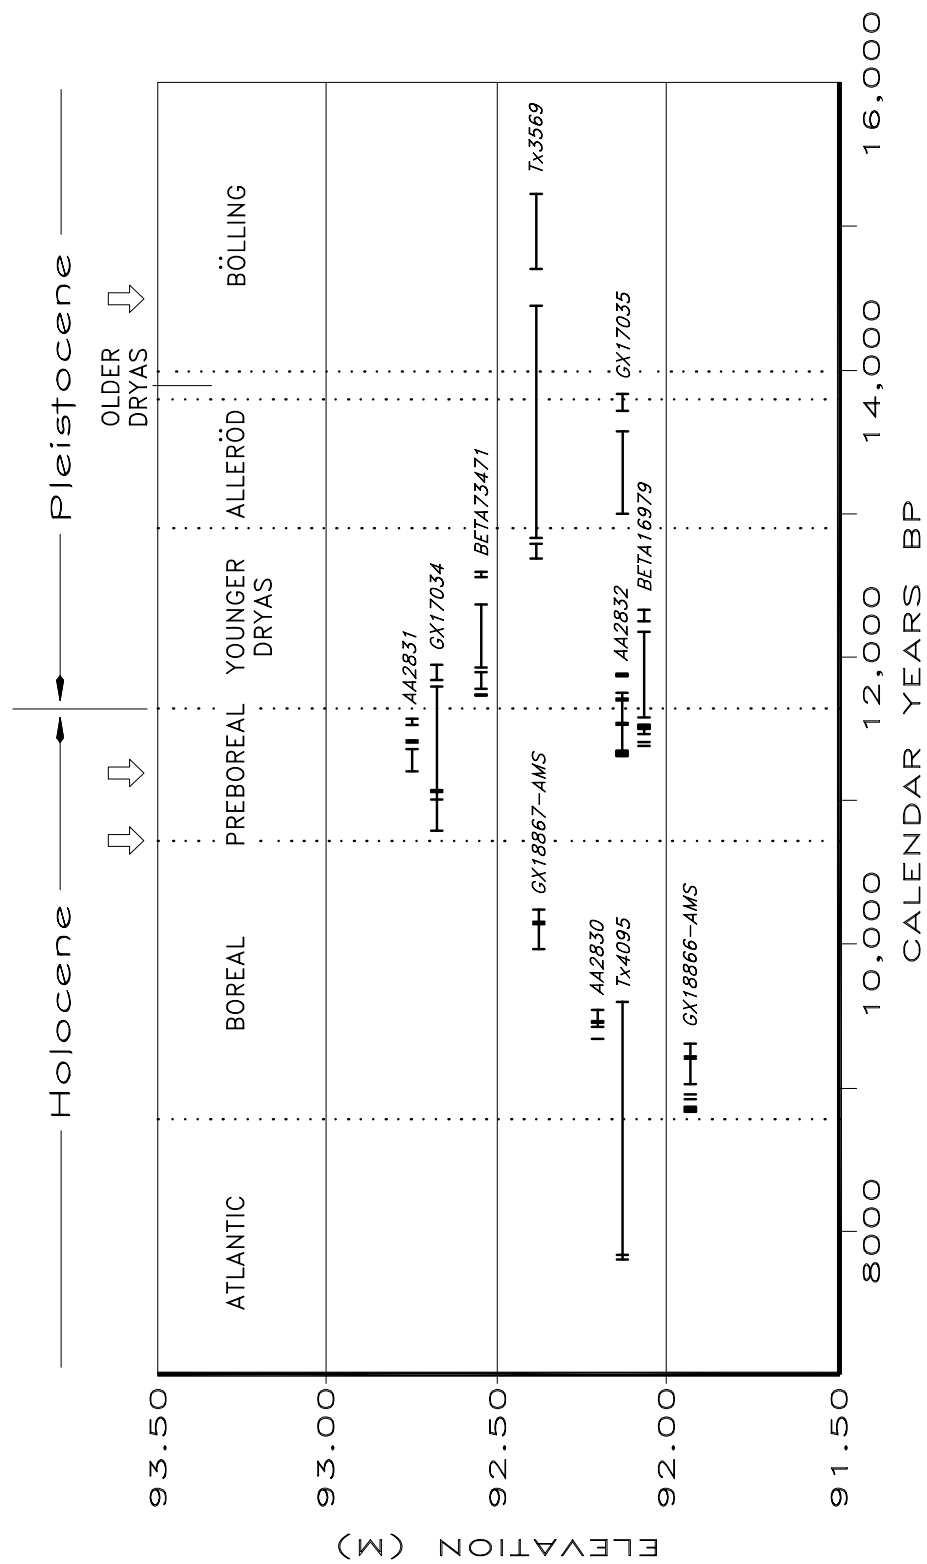 Holocene
Pleistocene
OLDER
DRYAS
ATLANTIC
BOREAL
PREBOREAL
YOUNGER
DRYAS
ALLERÖD
BÖLLING
AA2831
GX17034
BETA73471
Tx3569
GX18867-AMS
AA2830
Tx4095
AA2832
GX17035
BETA16979
GX18866-AMS
93.50
93.00
92.50
92.00
91.50
ELEVATION (M)
8000
10,000
12,000
14,000
16,000
CALENDAR YEARS BP